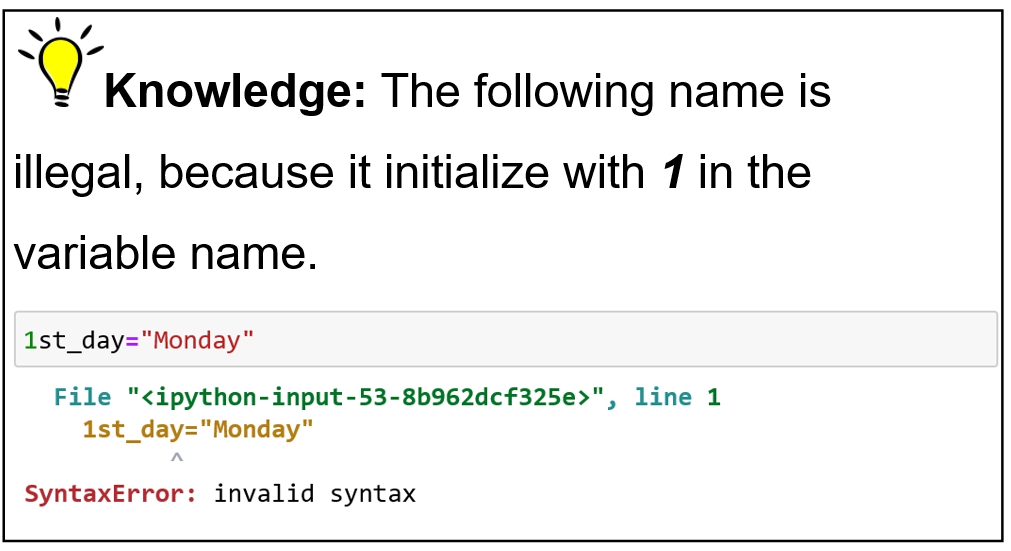 Knowledge: The following name is
illegal, because it initialize with 1 in the
variable name.
1st_day="Monday"
File "<ipython-input-53-8b962dcf325e>", line 1
1st_day="Monday"
^
SyntaxError: invalid syntax